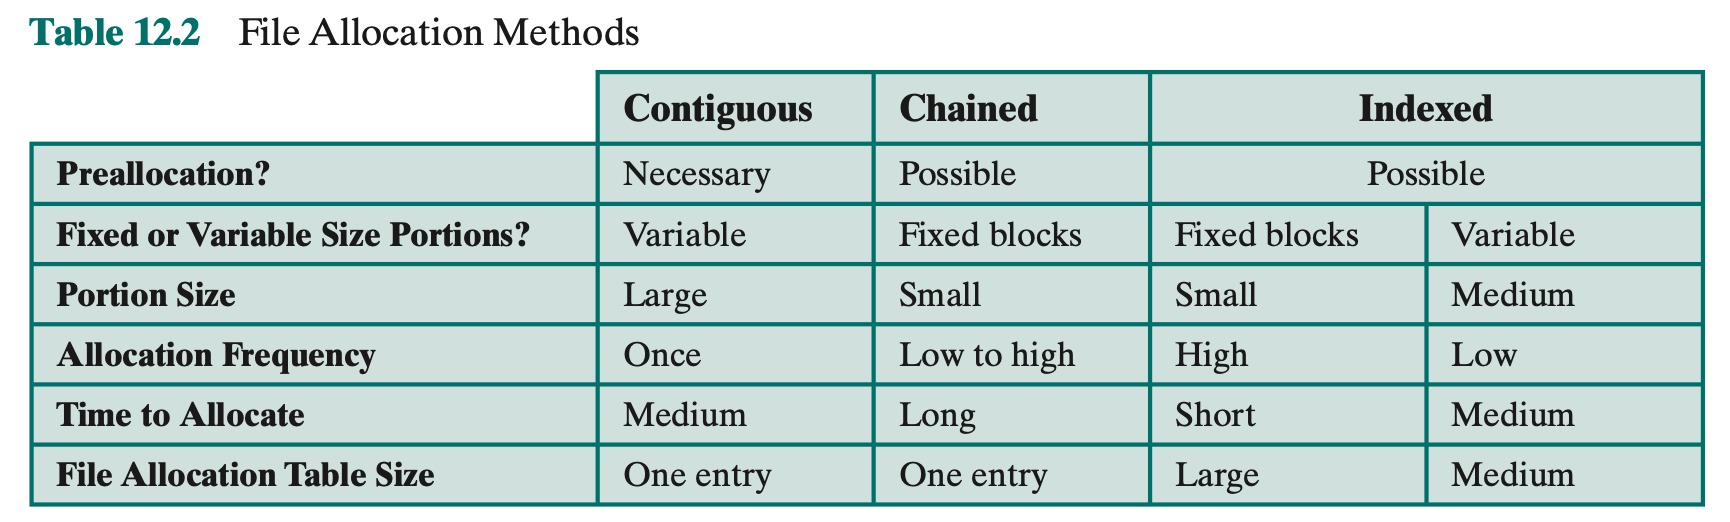 Table 12.2 File Allocation Methods
Contiguous Chained Indexed
Preallocation? Necessary Possible Possible
Fixed or Variable Size Portions? Variable Fixed blocks Fixed blocks Variable
Portion Size Large Small Small Medium
Allocation Frequency Once Low to high High Low
Time to Allocate Medium Long Short Medium
File Allocation Table Size One entry One entry Large Medium